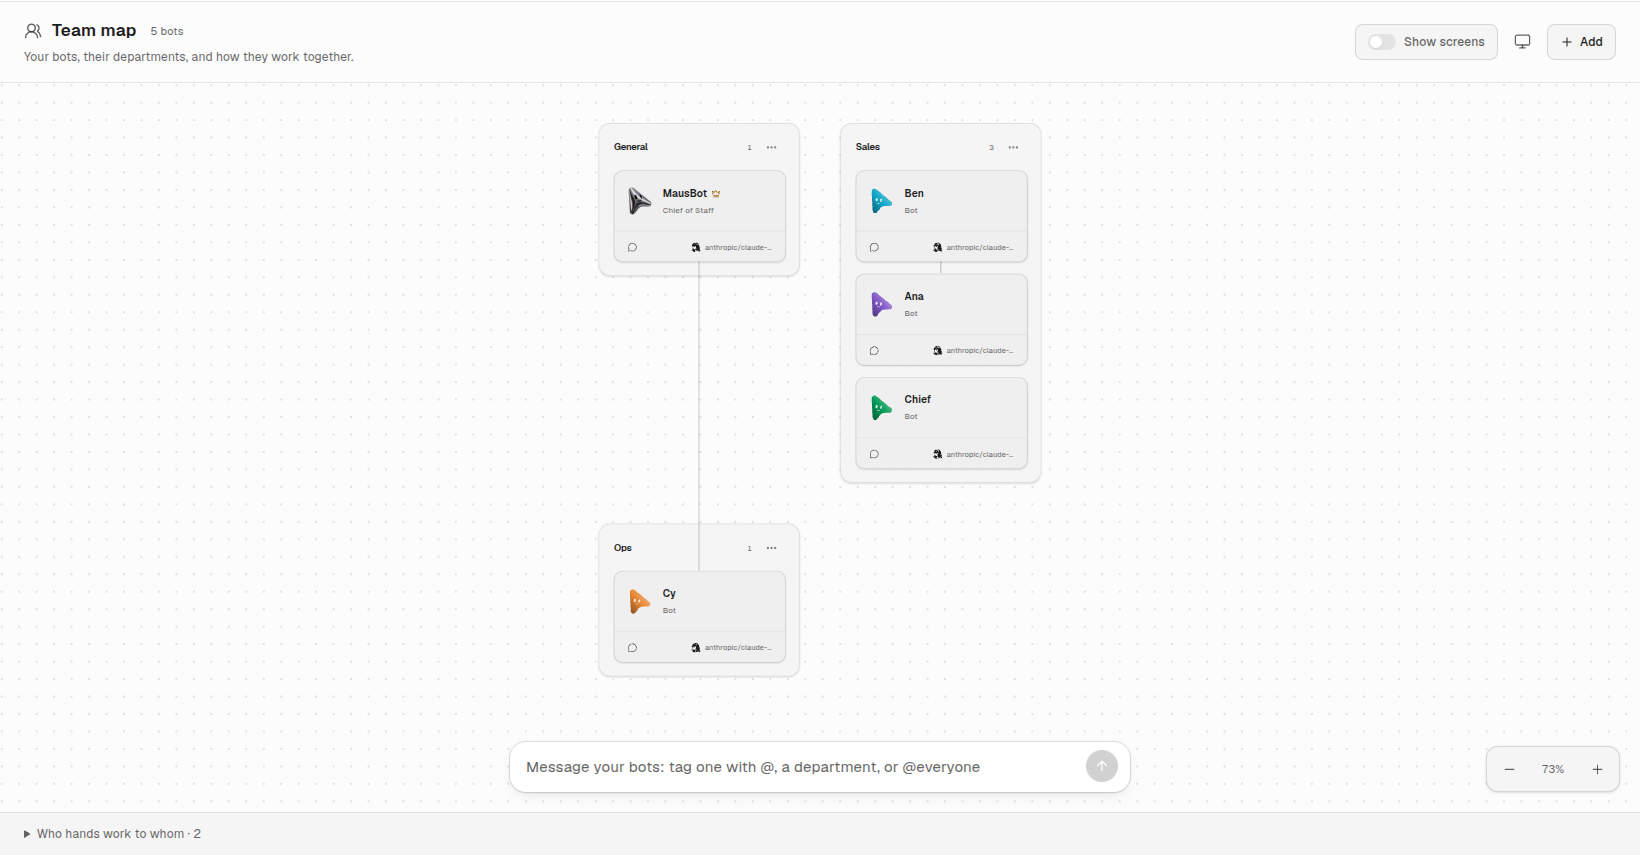 Team map 5 bots
Your bots, their departments, and how they work together.
Show screens
Add
General 1
MausBot
Chief of Staff
anthropic/claude-…
Sales 3
Ben
Bot
anthropic/claude-…
Ana
Bot
anthropic/claude-…
Chief
Bot
anthropic/claude-…
Ops 1
Cy
Bot
anthropic/claude-…
Message your bots: tag one with @, a department, or @everyone
73%
Who hands work to whom · 2